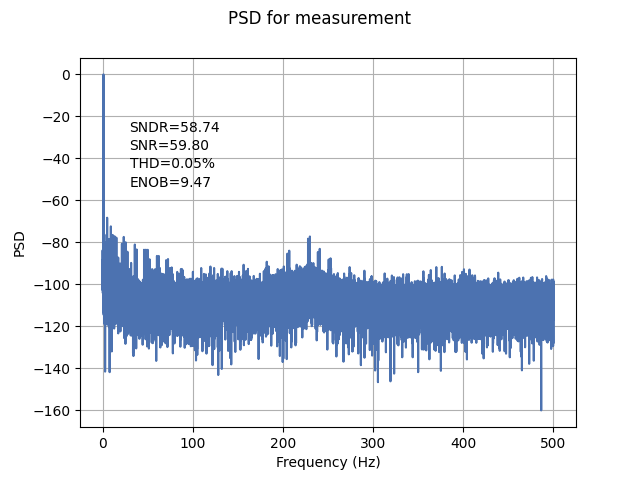 PSD for measurement
0
−20
−40
−60
−80
−100
−120
−140
−160
PSD
SNDR=58.74
SNR=59.80
THD=0.05%
ENOB=9.47
0 100 200 300 400 500
Frequency (Hz)